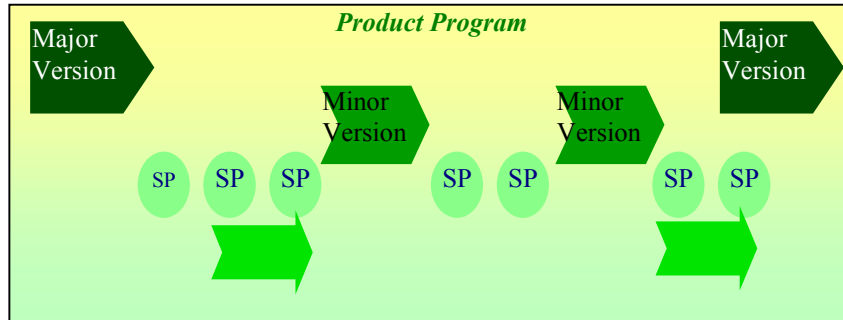 Product Program
Major
Version
Major
Version
Minor
Version
Minor
Version
SP
SP
SP
SP
SP
SP
SP